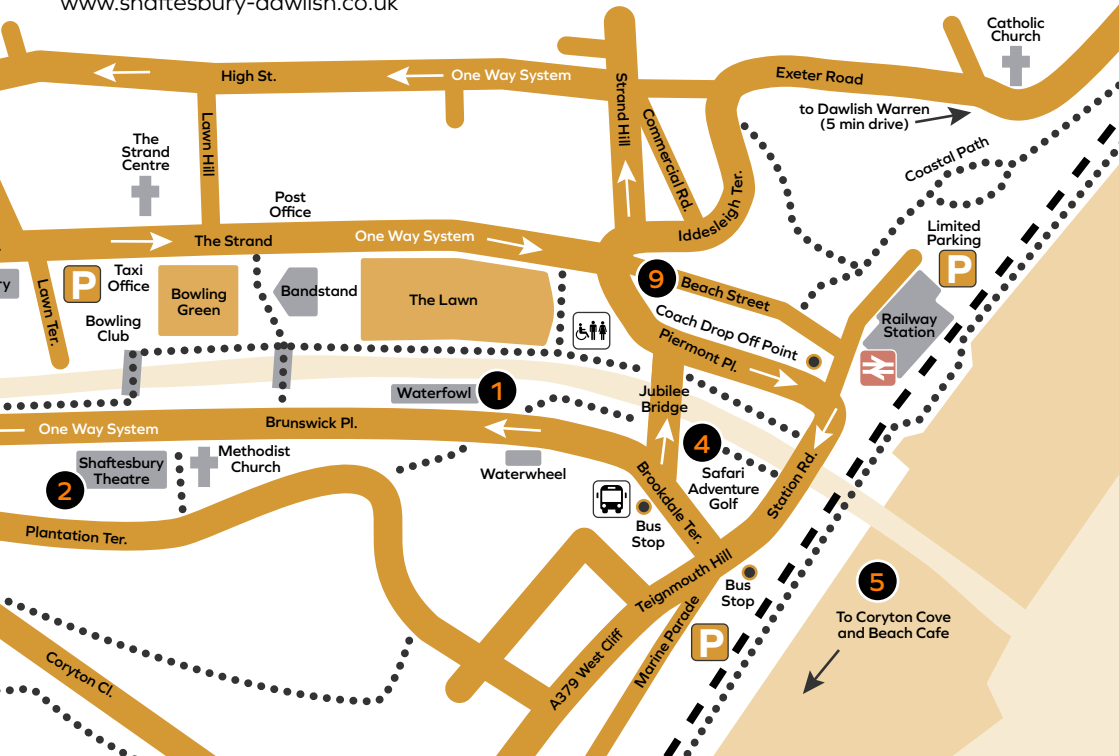 www.shaftesbury-dawlish.co.uk
Catholic
Church
High St.
One Way System
Exeter Road
to Dawlish Warren
(5 min drive)
Strand Hill
Commercial Rd.
Lawn Hill
The
Strand
Centre
Coastal Path
Iddesleigh Ter.
Post
Office
Limited
Parking
The Strand
One Way System
P
P
Taxi
Office
Lawn Ter.
Bowling
Green
Bandstand
The Lawn
9
Beach Street
Coach Drop Off Point
Railway
Station
Bowling
Club
Piermont Pl.
Waterfowl
1
Jubilee
Bridge
One Way System
Brunswick Pl.
4
Safari
Adventure
Golf
Station Rd.
Shaftesbury
Theatre
Methodist
Church
Waterwheel
2
Brookdale Ter.
Bus
Stop
Plantation Ter.
Teignmouth Hill
Bus
Stop
5
To Coryton Cove
and Beach Cafe
Marine Parade
P
A379 West Cliff
Coryton Cl.